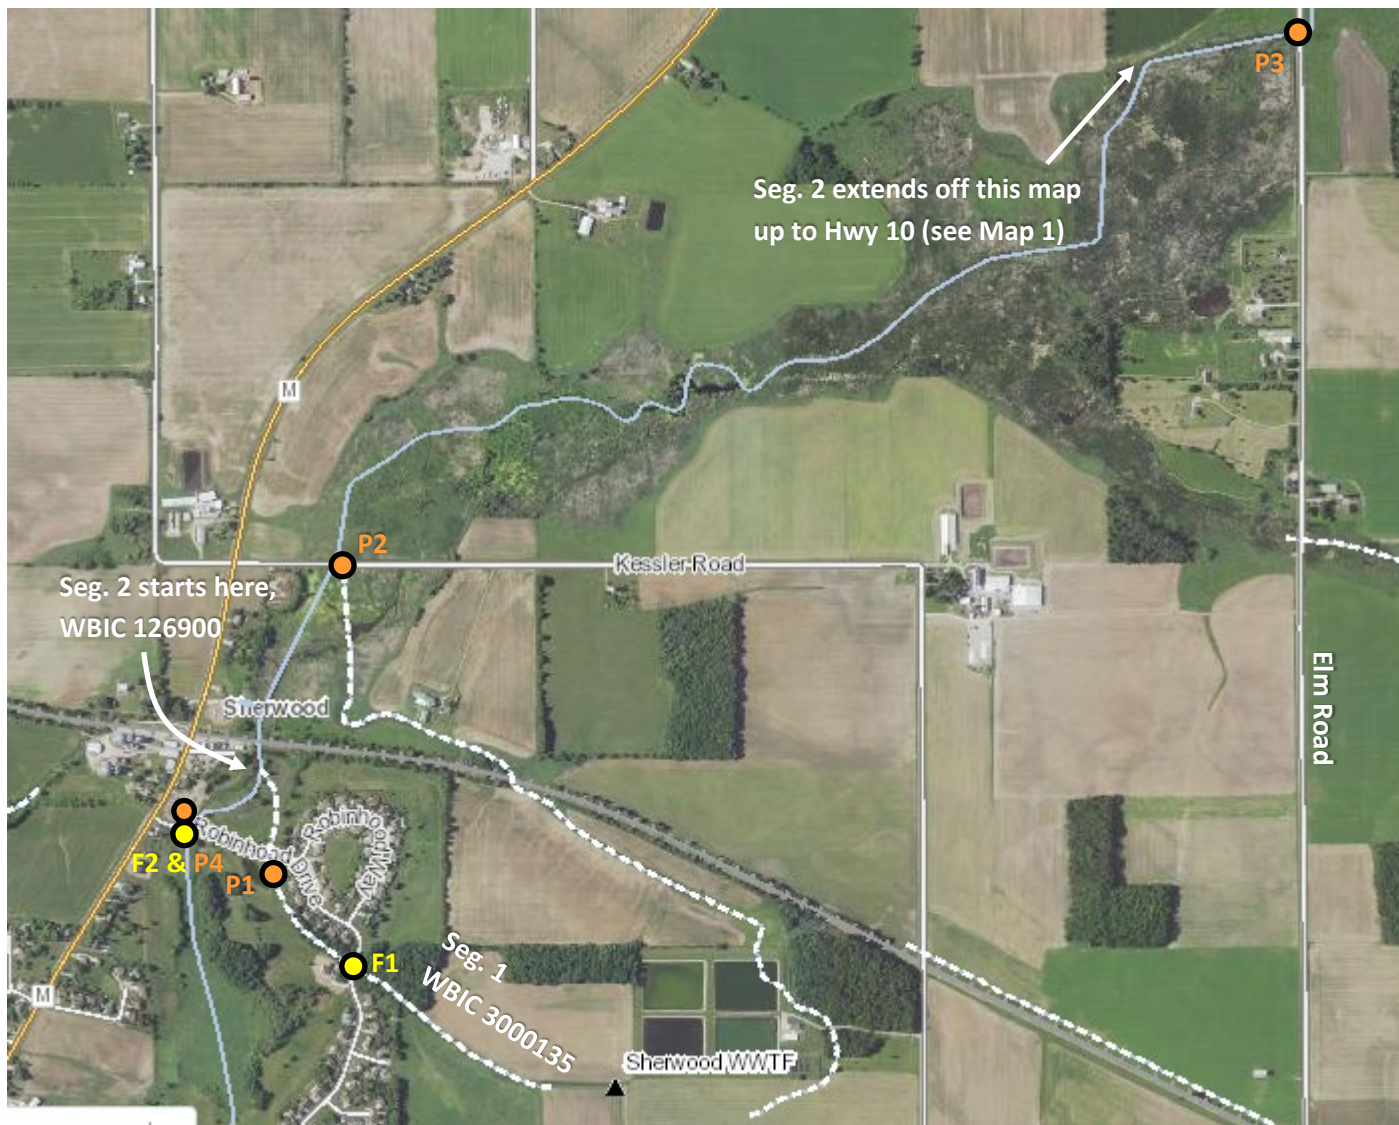 P3
Seg. 2 extends off this map
up to Hwy 10 (see Map 1)
M
P2
Kessler Road
Seg. 2 starts here,
WBIC 126900
Sherwood
Elm Road
Robinhood Way
Robinhood Drive
F2 & P4
P1
F1
Seg. 1
WBIC 3000135
M
Sherwood WWTF